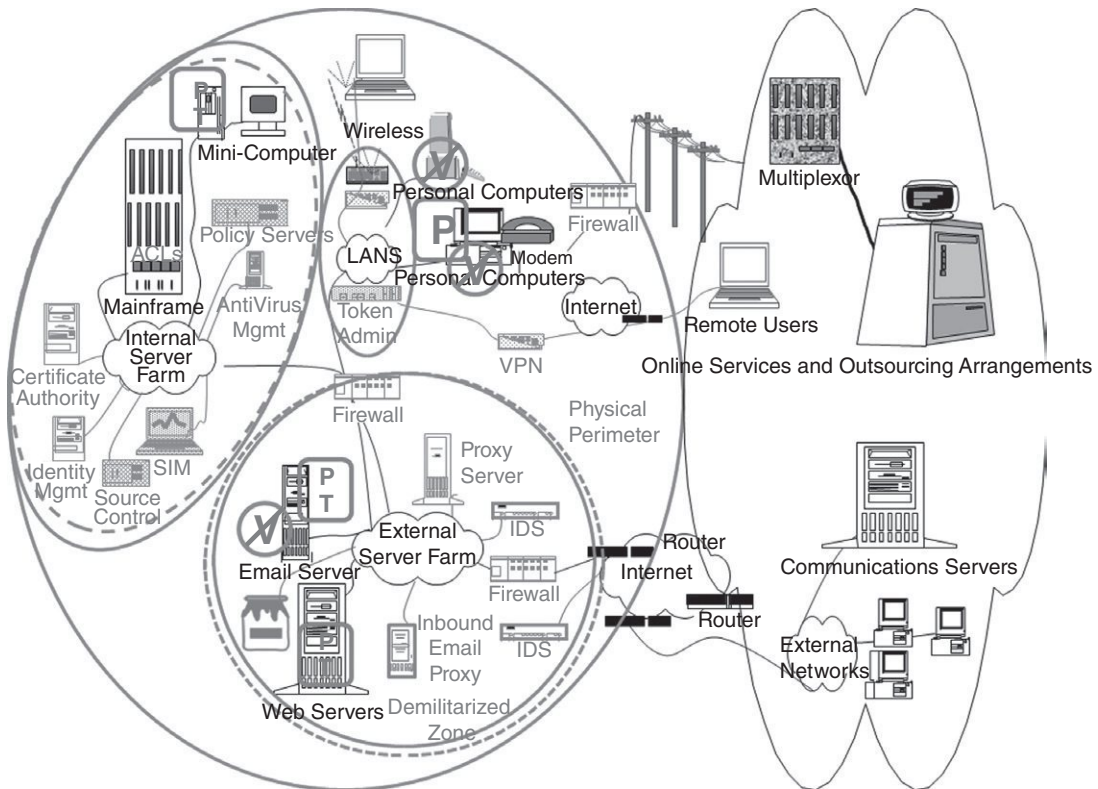 P
Wireless
Mini-Computer
V
Personal Computers
Multiplexor
Firewall
Policy Servers
P
ACLs
LANS
Modem
V
Personal Computers
Mainframe
AntiVirus
Mgmt
Token
Admin
Internet
Remote Users
Internal
Server
Farm
VPN
Online Services and Outsourcing Arrangements
Certificate
Authority
Firewall
Physical
Perimeter
Identity
Mgmt
SIM
Source
Control
Proxy
Server
P
T
V
External
Server Farm
IDS
Router
Email Server
Internet
Communications Servers
Firewall
Router
Inbound
Email
Proxy
IDS
P
External
Networks
Web Servers
Demilitarized
Zone